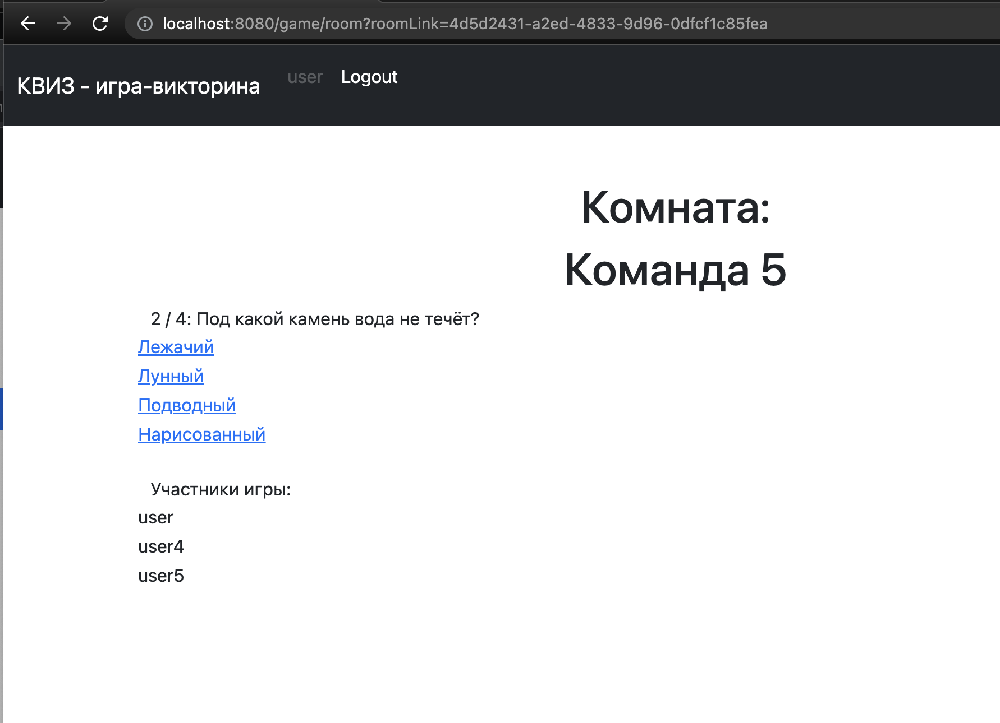 localhost:8080/game/room?roomLink=4d5d2431-a2ed-4833-9d96-0dfcf1c85fea
КВИЗ - игра-викторина user Logout
Комната:
Команда 5
2 / 4: Под какой камень вода не течёт?
Лежачий
Лунный
Подводный
Нарисованный
Участники игры:
user
user4
user5